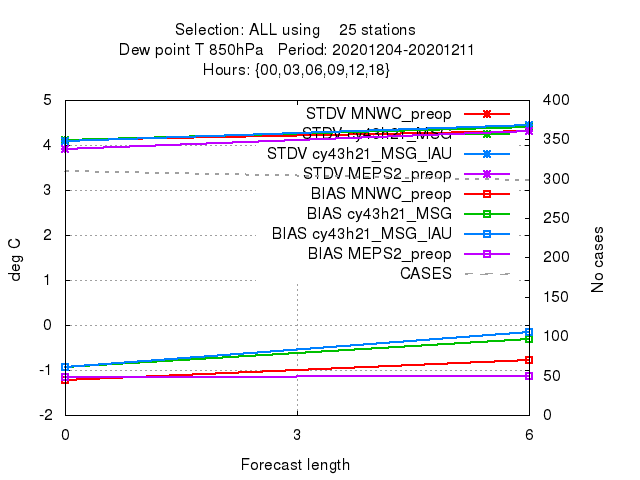 Selection: ALL using    25 stations
Dew point T 850hPa   Period: 20201204-20201211
Hours: {00,03,06,09,12,18}
5
4
3
2
1
0
-1
-2
deg C
STDV MNWC_preop
STDV cy43h21_MSG
STDV cy43h21_MSG_IAU
STDV MEPS2_preop
BIAS MNWC_preop
BIAS cy43h21_MSG
BIAS cy43h21_MSG_IAU
BIAS MEPS2_preop
CASES
400
350
300
250
200
150
100
50
0
No cases
0 3 6
Forecast length